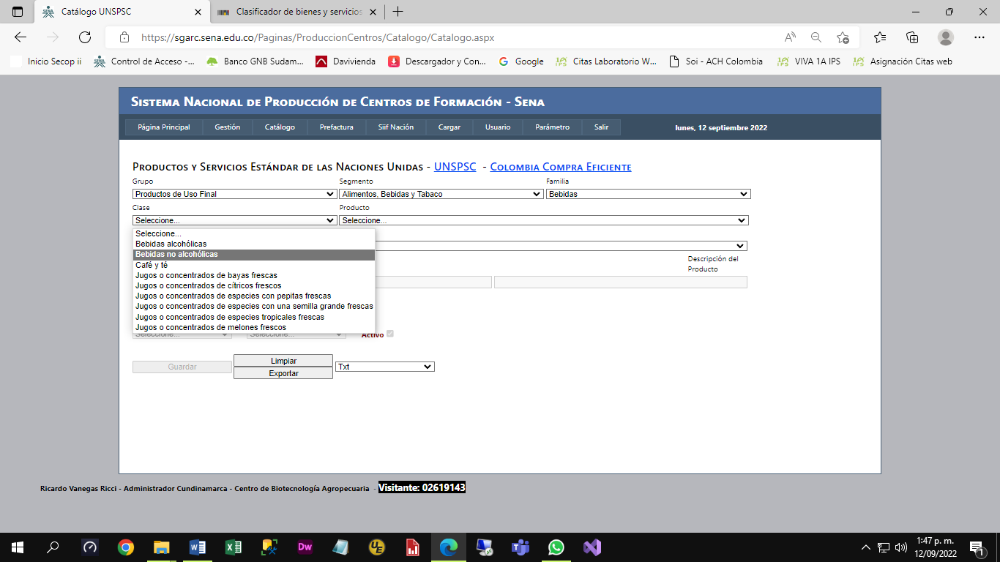 Catálogo UNSPSC
Clasificador de bienes y servicios
https://sgarc.sena.edu.co/Paginas/ProduccionCentros/Catalogo/Catalogo.aspx
Inicio Secop ii Control de Acceso -... Banco GNB Sudam... Davivienda Descargador y Con... Google Citas Laboratorio W... Soi - ACH Colombia VIVA 1A IPS Asignación Citas web
Sistema Nacional de Producción de Centros de Formación - Sena
Página Principal Gestión Catálogo Prefactura Siif Nación Cargar Usuario Parámetro Salir lunes, 12 septiembre 2022
Productos y Servicios Estándar de las Naciones Unidas - UNSPSC - Colombia Compra Eficiente
Grupo Segmento Familia
Productos de Uso Final Alimentos, Bebidas y Tabaco Bebidas
Clase Producto
Seleccione... Seleccione...
Seleccione...
Bebidas alcohólicas
Bebidas no alcohólicas
Café y té
Jugos o concentrados de bayas frescas
Jugos o concentrados de cítricos frescos
Jugos o concentrados de especies con pepitas frescas
Jugos o concentrados de especies con una semilla grande frescas
Jugos o concentrados de especies tropicales frescas
Jugos o concentrados de melones frescos
Descripción del
Producto
Seleccione... Seleccione... Activo
Guardar Limpiar Txt
Exportar
Ricardo Vanegas Ricci - Administrador Cundinamarca - Centro de Biotecnología Agropecuaria - Visitante: 02619143
Dw
UE
1:47 p. m.
12/09/2022
1